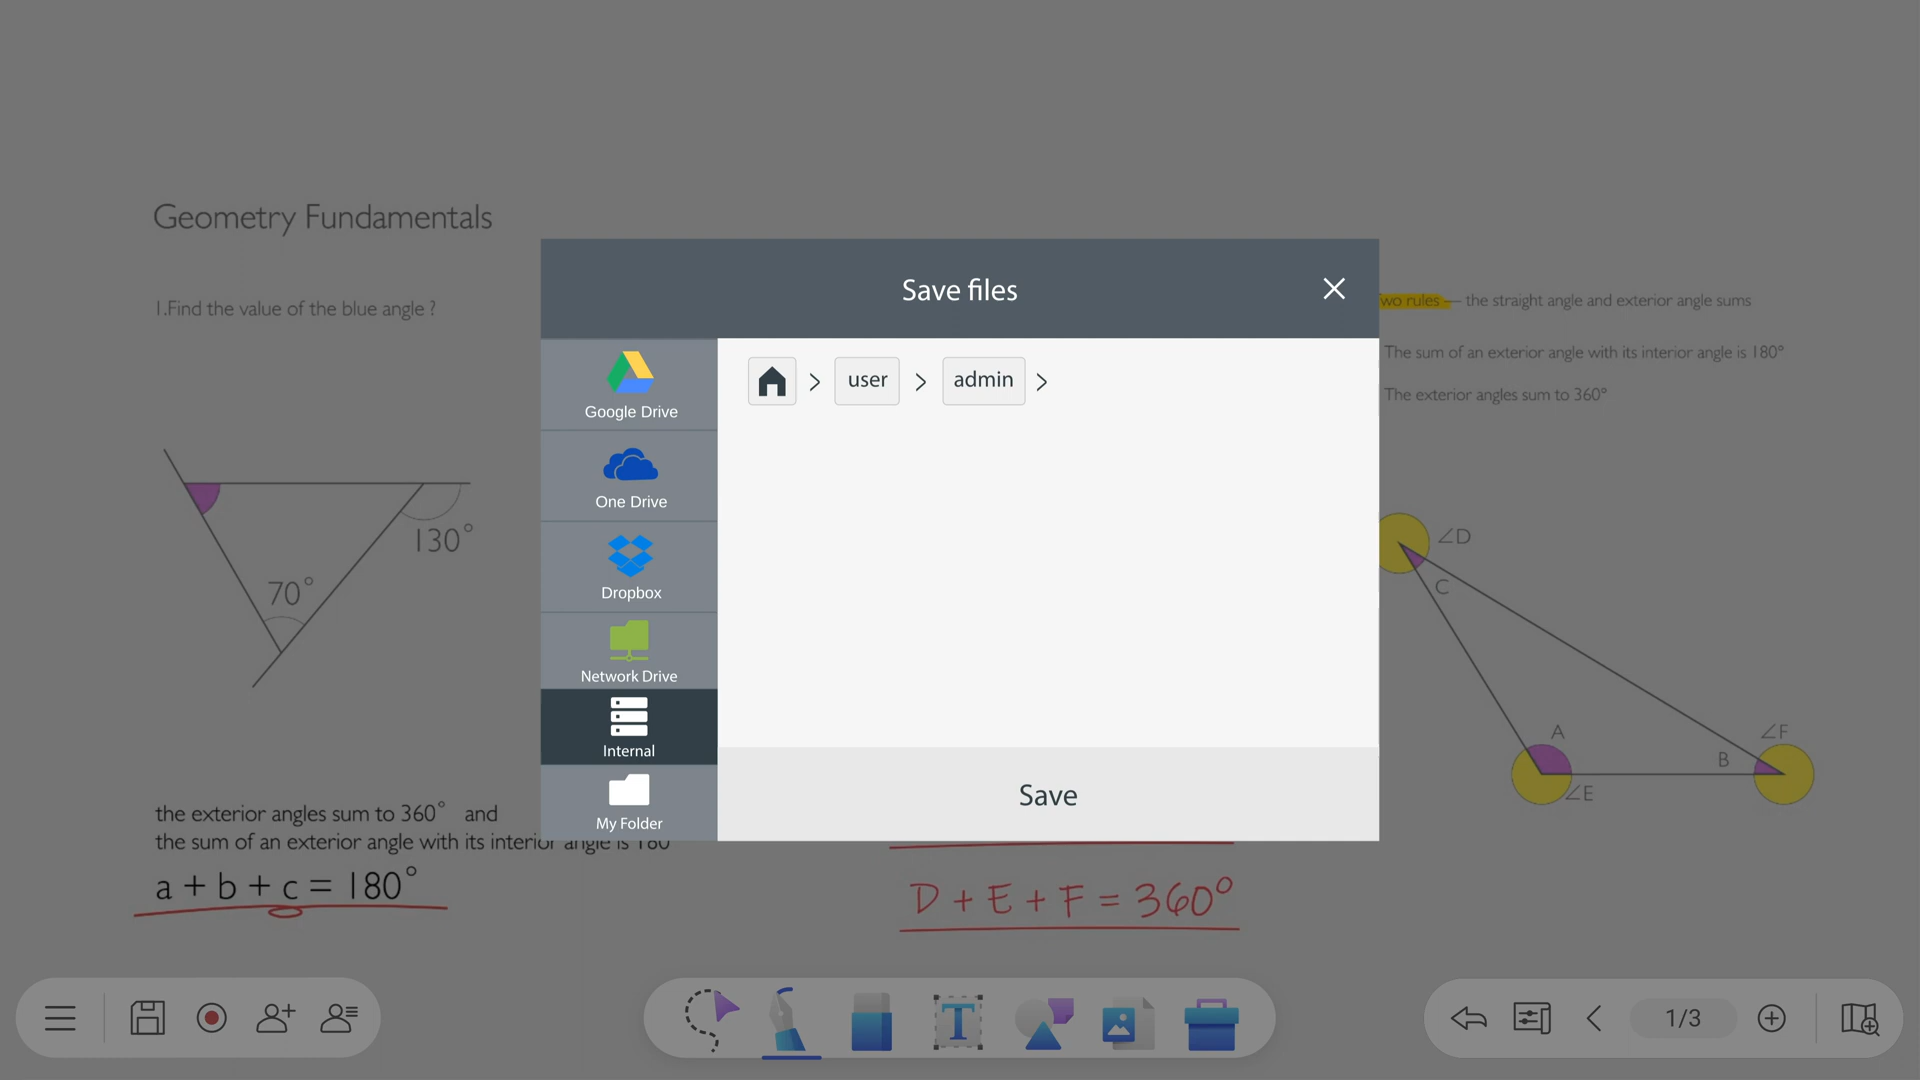 Geometry Fundamentals
1.Find the value of the blue angle ?
130°
70°
the exterior angles sum to 360° and
the sum of an exterior angle with its interior angle is 180
a + b + c = 180°
Save files
Google Drive
One Drive
Dropbox
Network Drive
Internal
My Folder
> user > admin >
Save
D + E + F = 360°
wo rules — the straight angle and exterior angle sums
The sum of an exterior angle with its interior angle is 180°
The exterior angles sum to 360°
∠D
C
A
∠F
B
∠E
T
1/3